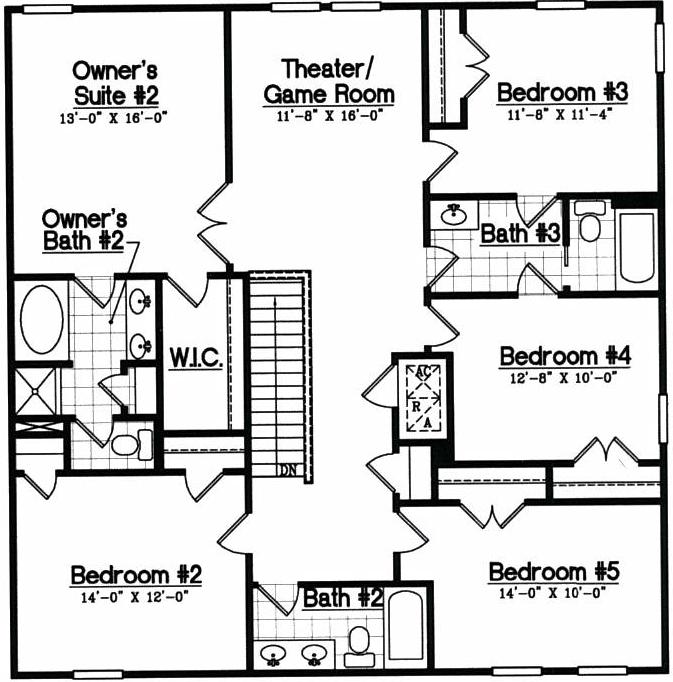 Owner's
Suite #2
13'-0" X 16'-0"
Theater/
Game Room
11'-8" X 16'-0"
Bedroom #3
11'-8" X 11'-4"
Owner's
Bath #2
Bath #3
W.I.C.
Bedroom #4
12'-8" X 10'-0"
AC
R
A
DN
Bedroom #2
14'-0" X 12'-0"
Bath #2
Bedroom #5
14'-0" X 10'-0"